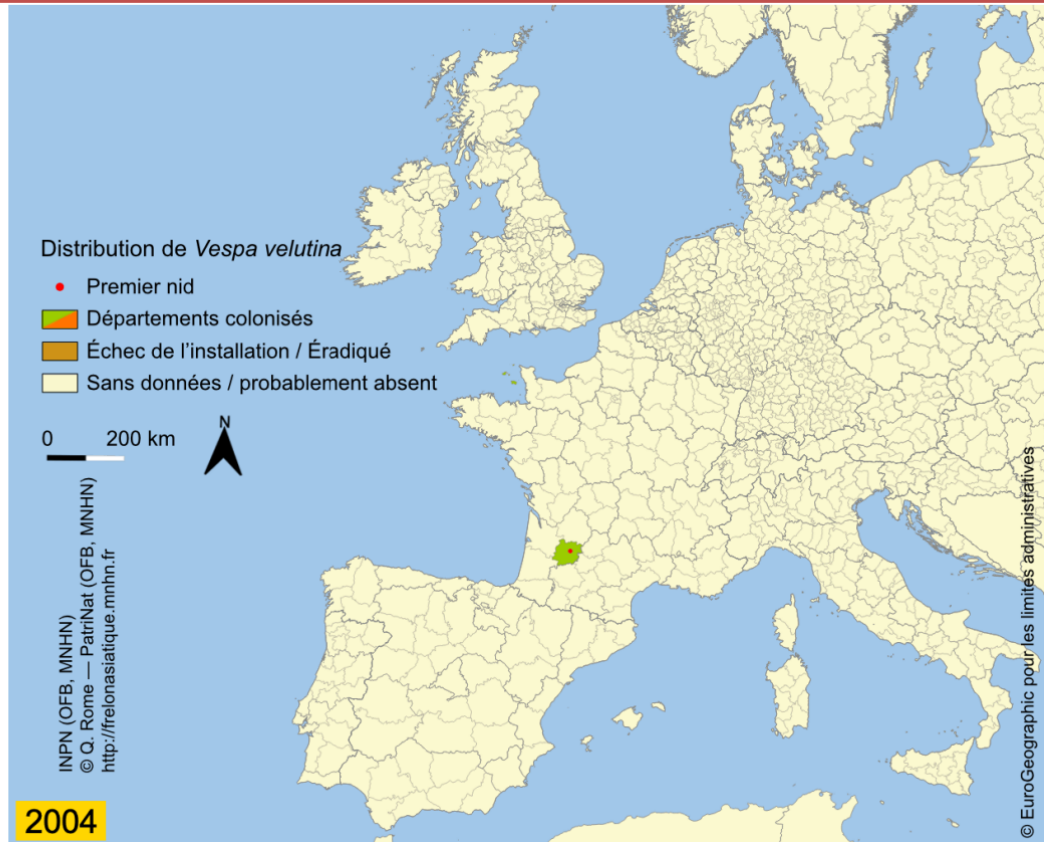 Distribution de Vespa velutina
Premier nid
Départements colonisés
Échec de l'installation / Éradiqué
Sans données / probablement absent
0 200 km
N
INPN (OFB, MNHN)
© Q. Rome — PatriNat (OFB, MNHN)
http://frelonasiatique.mnhn.fr
© EuroGeographic pour les limites administratives
2004